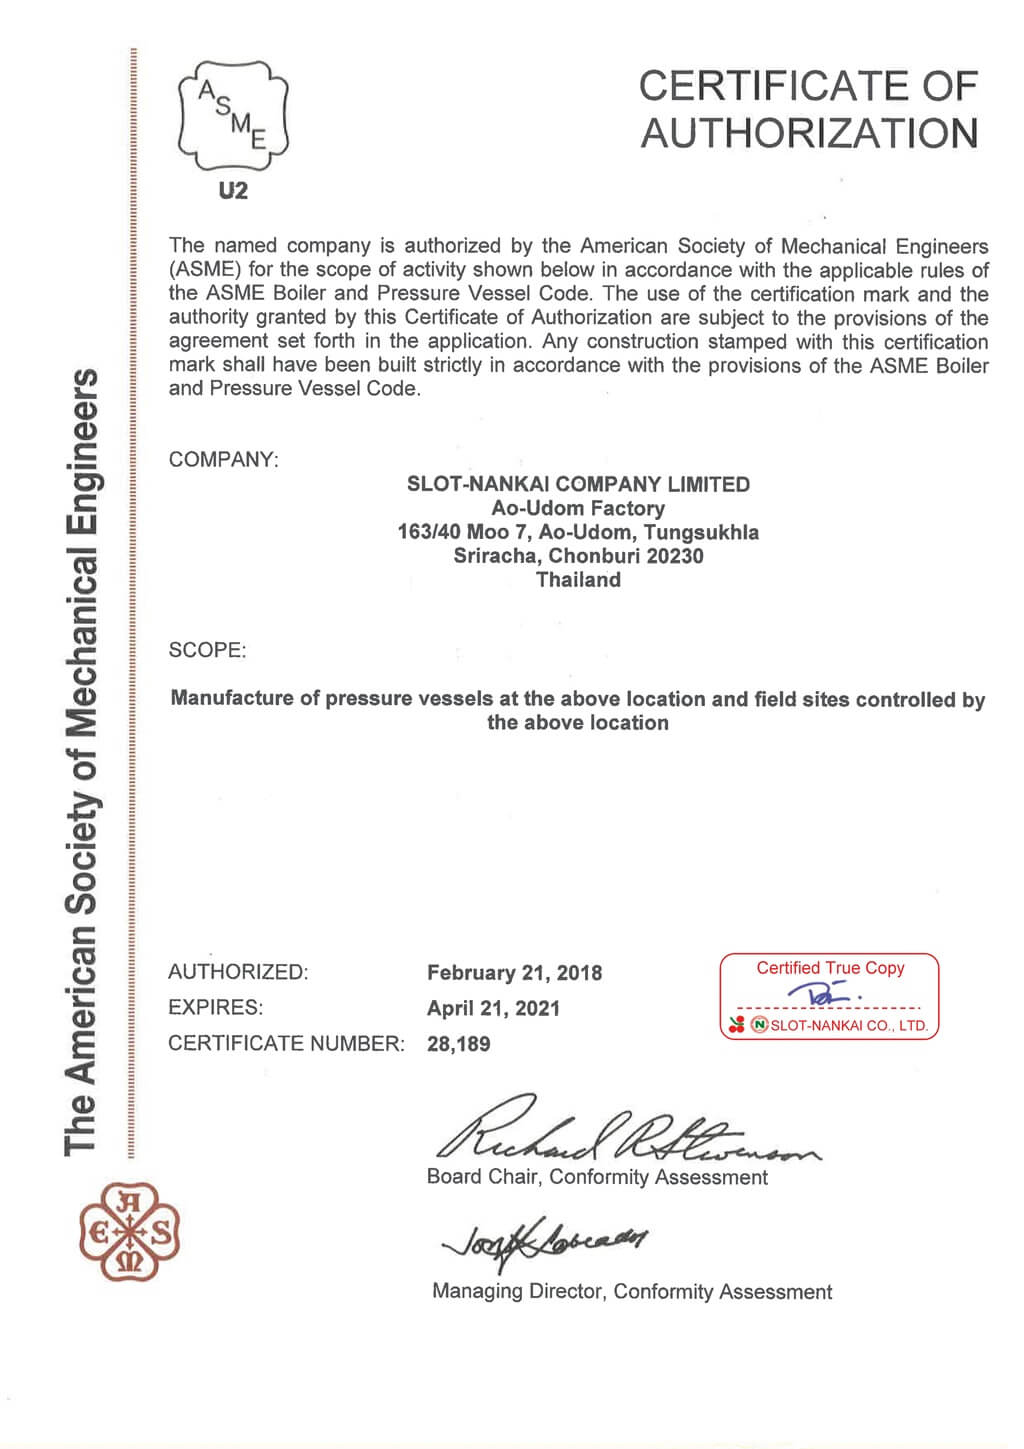 ASME
U2
CERTIFICATE OF
AUTHORIZATION
The named company is authorized by the American Society of Mechanical Engineers
(ASME) for the scope of activity shown below in accordance with the applicable rules of
the ASME Boiler and Pressure Vessel Code. The use of the certification mark and the
authority granted by this Certificate of Authorization are subject to the provisions of the
agreement set forth in the application. Any construction stamped with this certification
mark shall have been built strictly in accordance with the provisions of the ASME Boiler
and Pressure Vessel Code.
COMPANY:
SLOT-NANKAI COMPANY LIMITED
Ao-Udom Factory
163/40 Moo 7, Ao-Udom, Tungsukhla
Sriracha, Chonburi 20230
Thailand
SCOPE:
Manufacture of pressure vessels at the above location and field sites controlled by
the above location
AUTHORIZED: February 21, 2018
EXPIRES: April 21, 2021
CERTIFICATE NUMBER: 28,189
Certified True Copy
N SLOT-NANKAI CO., LTD.
Richard R Stevenson
Board Chair, Conformity Assessment
Managing Director, Conformity Assessment
The American Society of Mechanical Engineers
A
E S
M